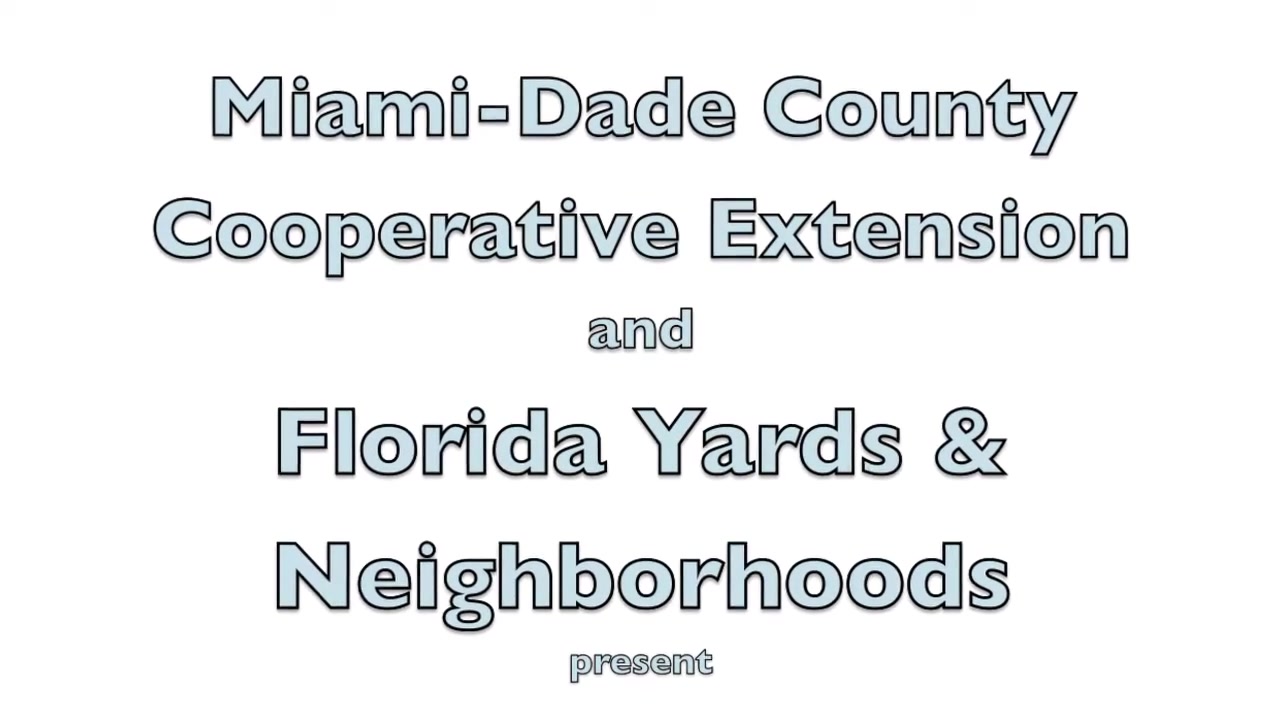 Miami-Dade County
Cooperative Extension
and
Florida Yards &
Neighborhoods
present